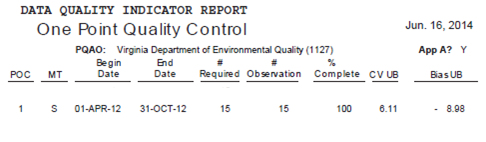 DATA QUALITY INDICATOR REPORT
One Point Quality Control
Jun. 16, 2014
PQAO: Virginia Department of Environmental Quality (1127) App A? Y
Begin End # # %
POC MT Date Date Required Observation Complete CV UB Bias UB
1 S 01-APR-12 31-OCT-12 15 15 100 6.11 - 8.98